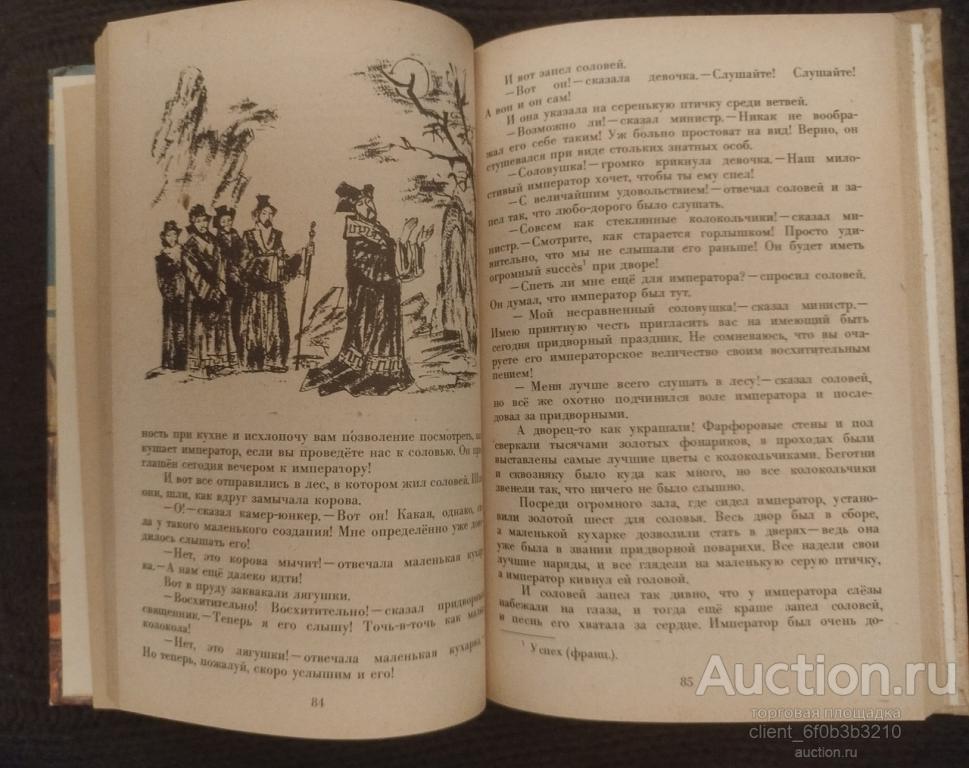 ность при кухне и исхлопочу вам позволение посмотреть,
кушает император, если вы проведёте нас к соловью. Он
глашён сегодня вечером к императору!
И вот все отправились в лес, в котором жил соловей.
они, шли, как вдруг замычала корова.
—О!—сказал камер-юнкер.—Вот он! Какая, однако,
ла у такого маленького создания! Мне определённо уже
дилось слышать его!
—Нет, это корова мычит!—отвечала маленькая кухар
ка.—А нам ещё далеко идти!
Вот в пруду заквакали лягушки.
—Восхитительно! Восхитительно!—сказал придворный
священник.—Теперь я его слышу! Точь-в-точь как
колокола!
—Нет, это лягушки!—отвечала маленькая кухарка.
Но теперь, пожалуй, скоро услышим и его!
84
И вот запел соловей.
—Вот он!—сказала девочка.—Слушайте! Слушайте!
А вон и он сам!
И она указала на серенькую птичку среди ветвей.
—Возможно ли!—сказал министр.—Никак не вообра-
жал его себе таким! Уж больно простоват на вид! Верно, он
стушевался при виде стольких знатных особ.
—Соловушка!—громко крикнула девочка.—Наш мило-
стивый император хочет, чтобы ты ему спел!
—С величайшим удовольствием!—отвечал соловей и за-
пел так, что любо-дорого было слушать.
—Совсем как стеклянные колокольчики!—сказал ми-
нистр.—Смотрите, как старается горлышком! Просто уди-
вительно, что мы не слышали его раньше! Он будет иметь
огромный succès¹ при дворе!
—Спеть ли мне ещё для императора?—спросил соловей.
Он думал, что император был тут.
— Мой несравненный соловушка!—сказал министр.—
Имею приятную честь пригласить вас на имеющий быть
сегодня придворный праздник. Не сомневаюсь, что вы оча-
руете его императорское величество своим восхитительным
пением!
— Меня лучше всего слушать в лесу!—сказал соловей,
но всё же охотно подчинился воле императора и после-
довал за придворными.
А дворец-то как украшали! Фарфоровые стены и пол
сверкали тысячами золотых фонариков, в проходах были
выставлены самые лучшие цветы с колокольчиками. Беготни
и сквозняку было куда как много, но все колокольчики
звенели так, что ничего не было слышно.
Посреди огромного зала, где сидел император, устано-
вили золотой шест для соловья. Весь двор был в сборе,
а маленькой кухарке дозволили стать в дверях—ведь она
уже была в звании придворной поварихи. Все надели свои
лучшие наряды, и все глядели на маленькую серую птичку,
а император кивнул ей головой.
И соловей запел так дивно, что у императора слёзы
набежали на глаза, и тогда ещё краше запел соловей,
и песнь его хватала за сердце. Император был очень до-
¹ Успех (франц.).
85
Auction.ru
торговая площадка
client_6f0b3b3210
auction.ru